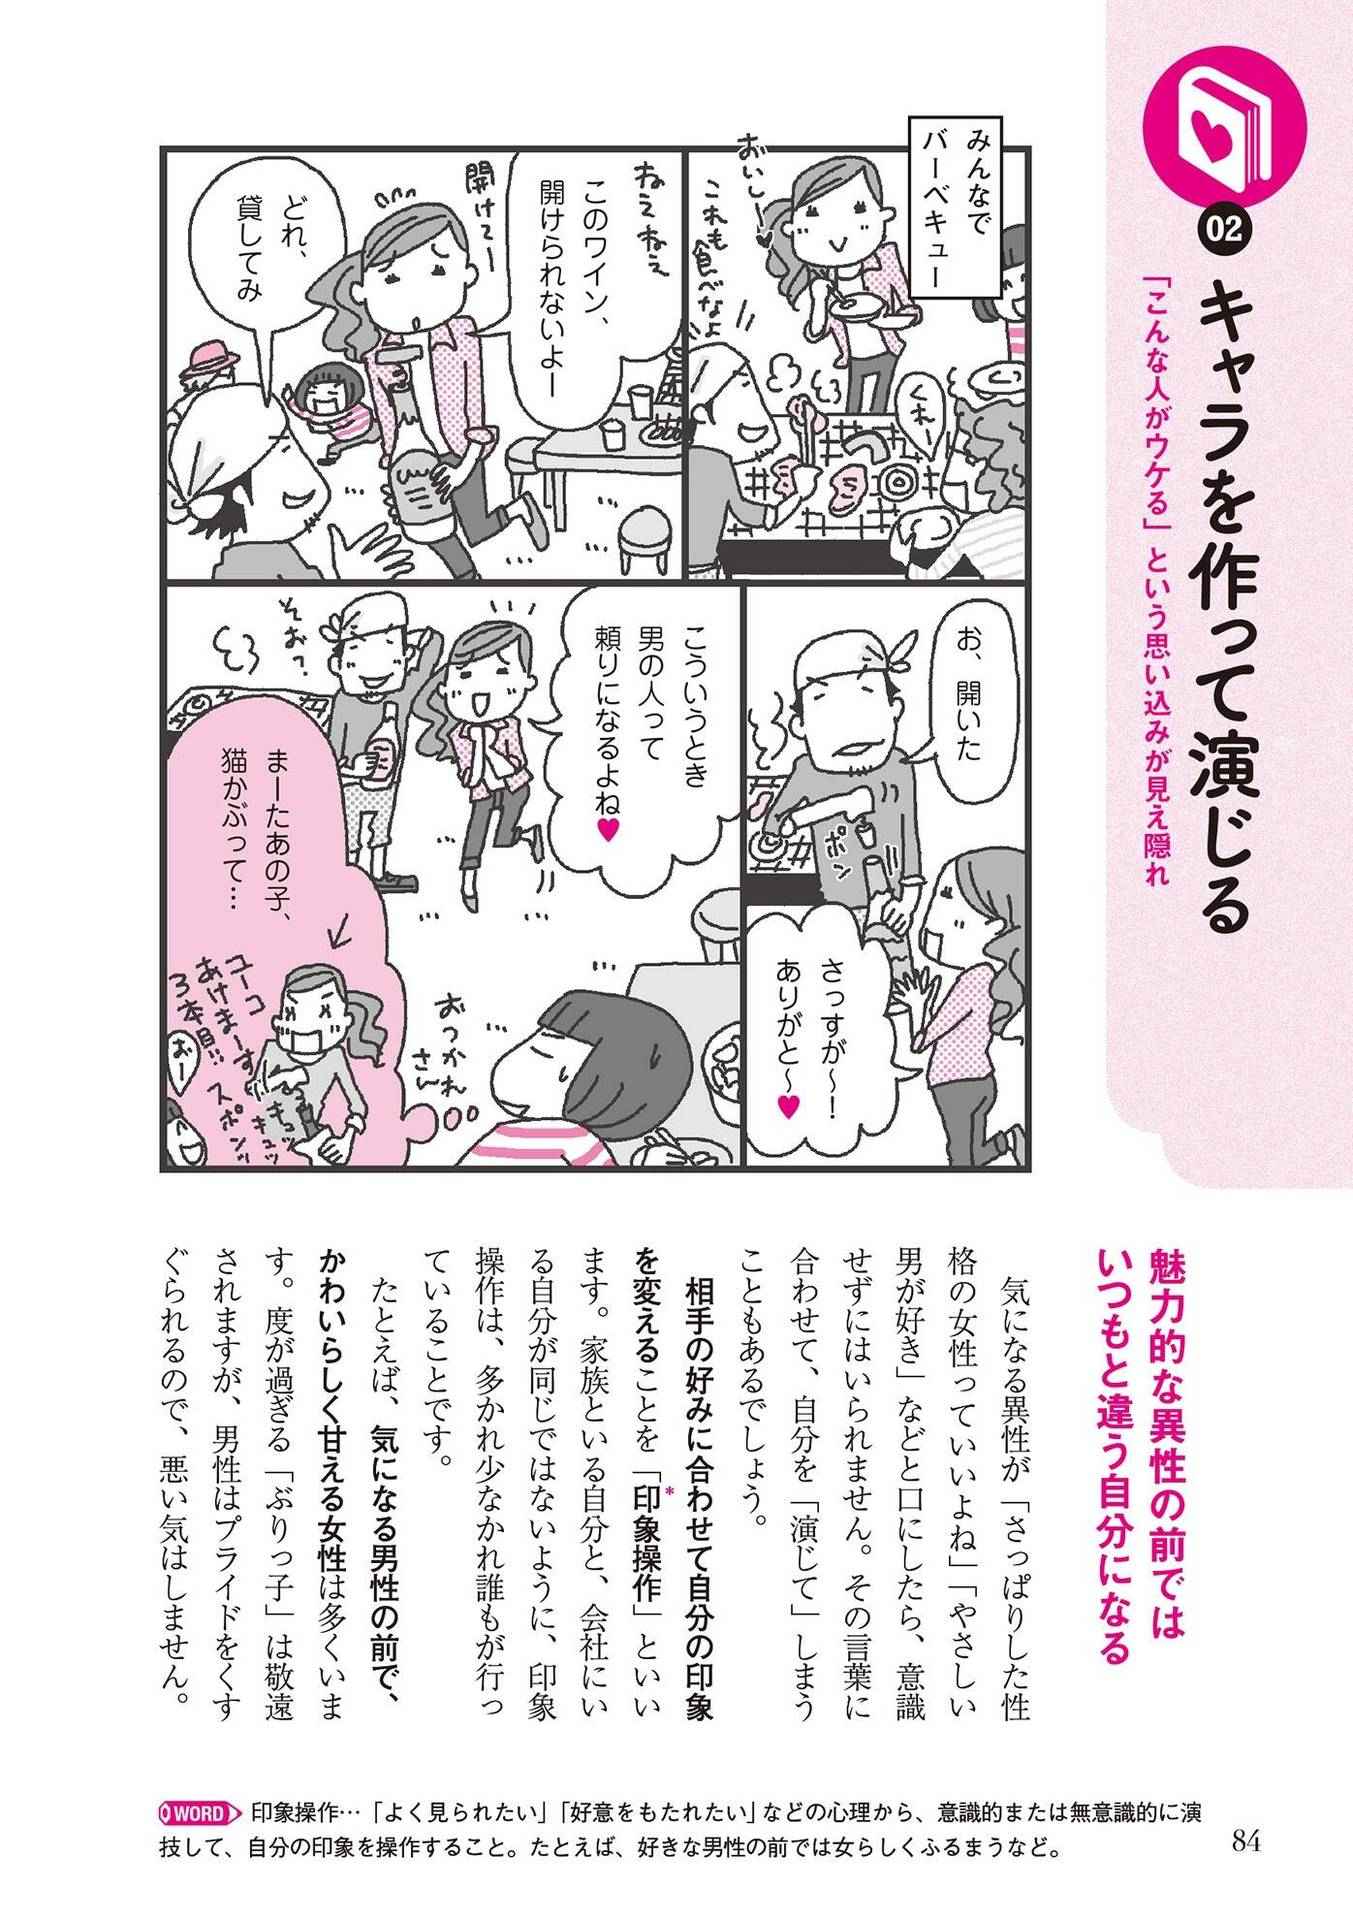 02
キャラを作って演じる
「こんな人がウケる」という思い込みが見え隠れ
みんなで
バーベキュー
おいしー♥
これも
食べなよ
くれー
ねえねえ
このワイン、
開けられないよー
開けてー
どれ、
貸してみ
お、開いた
ポン
さっすが〜!
ありがと〜♥
こういうとき
男の人って
頼りになるよね♥
そお?
まーたあの子、
猫かぶって…
ユーコ
あけまーす
3本目!!
おー
キュッ
キュッ
スポンッ
おつかれ
さん
魅力的な異性の前では
いつもと違う自分になる
気になる異性が「さっぱりした性
格の女性っていいよね」「やさしい
男が好き」などと口にしたら、意識
せずにはいられません。その言葉に
合わせて、自分を「演じて」しまう
こともあるでしょう。
相手の好みに合わせて自分の印象
を変えることを「印象操作」といい
*
ます。家族といる自分と、会社にい
る自分が同じではないように、印象
操作は、多かれ少なかれ誰もが行っ
ていることです。
たとえば、気になる男性の前で、
かわいらしく甘える女性は多くいま
す。度が過ぎる「ぶりっ子」は敬遠
されますが、男性はプライドをくす
ぐられるので、悪い気はしません。
WORD 印象操作…「よく見られたい」「好意をもたれたい」などの心理から、意識的または無意識的に演
技して、自分の印象を操作すること。たとえば、好きな男性の前では女らしくふるまうなど。
84